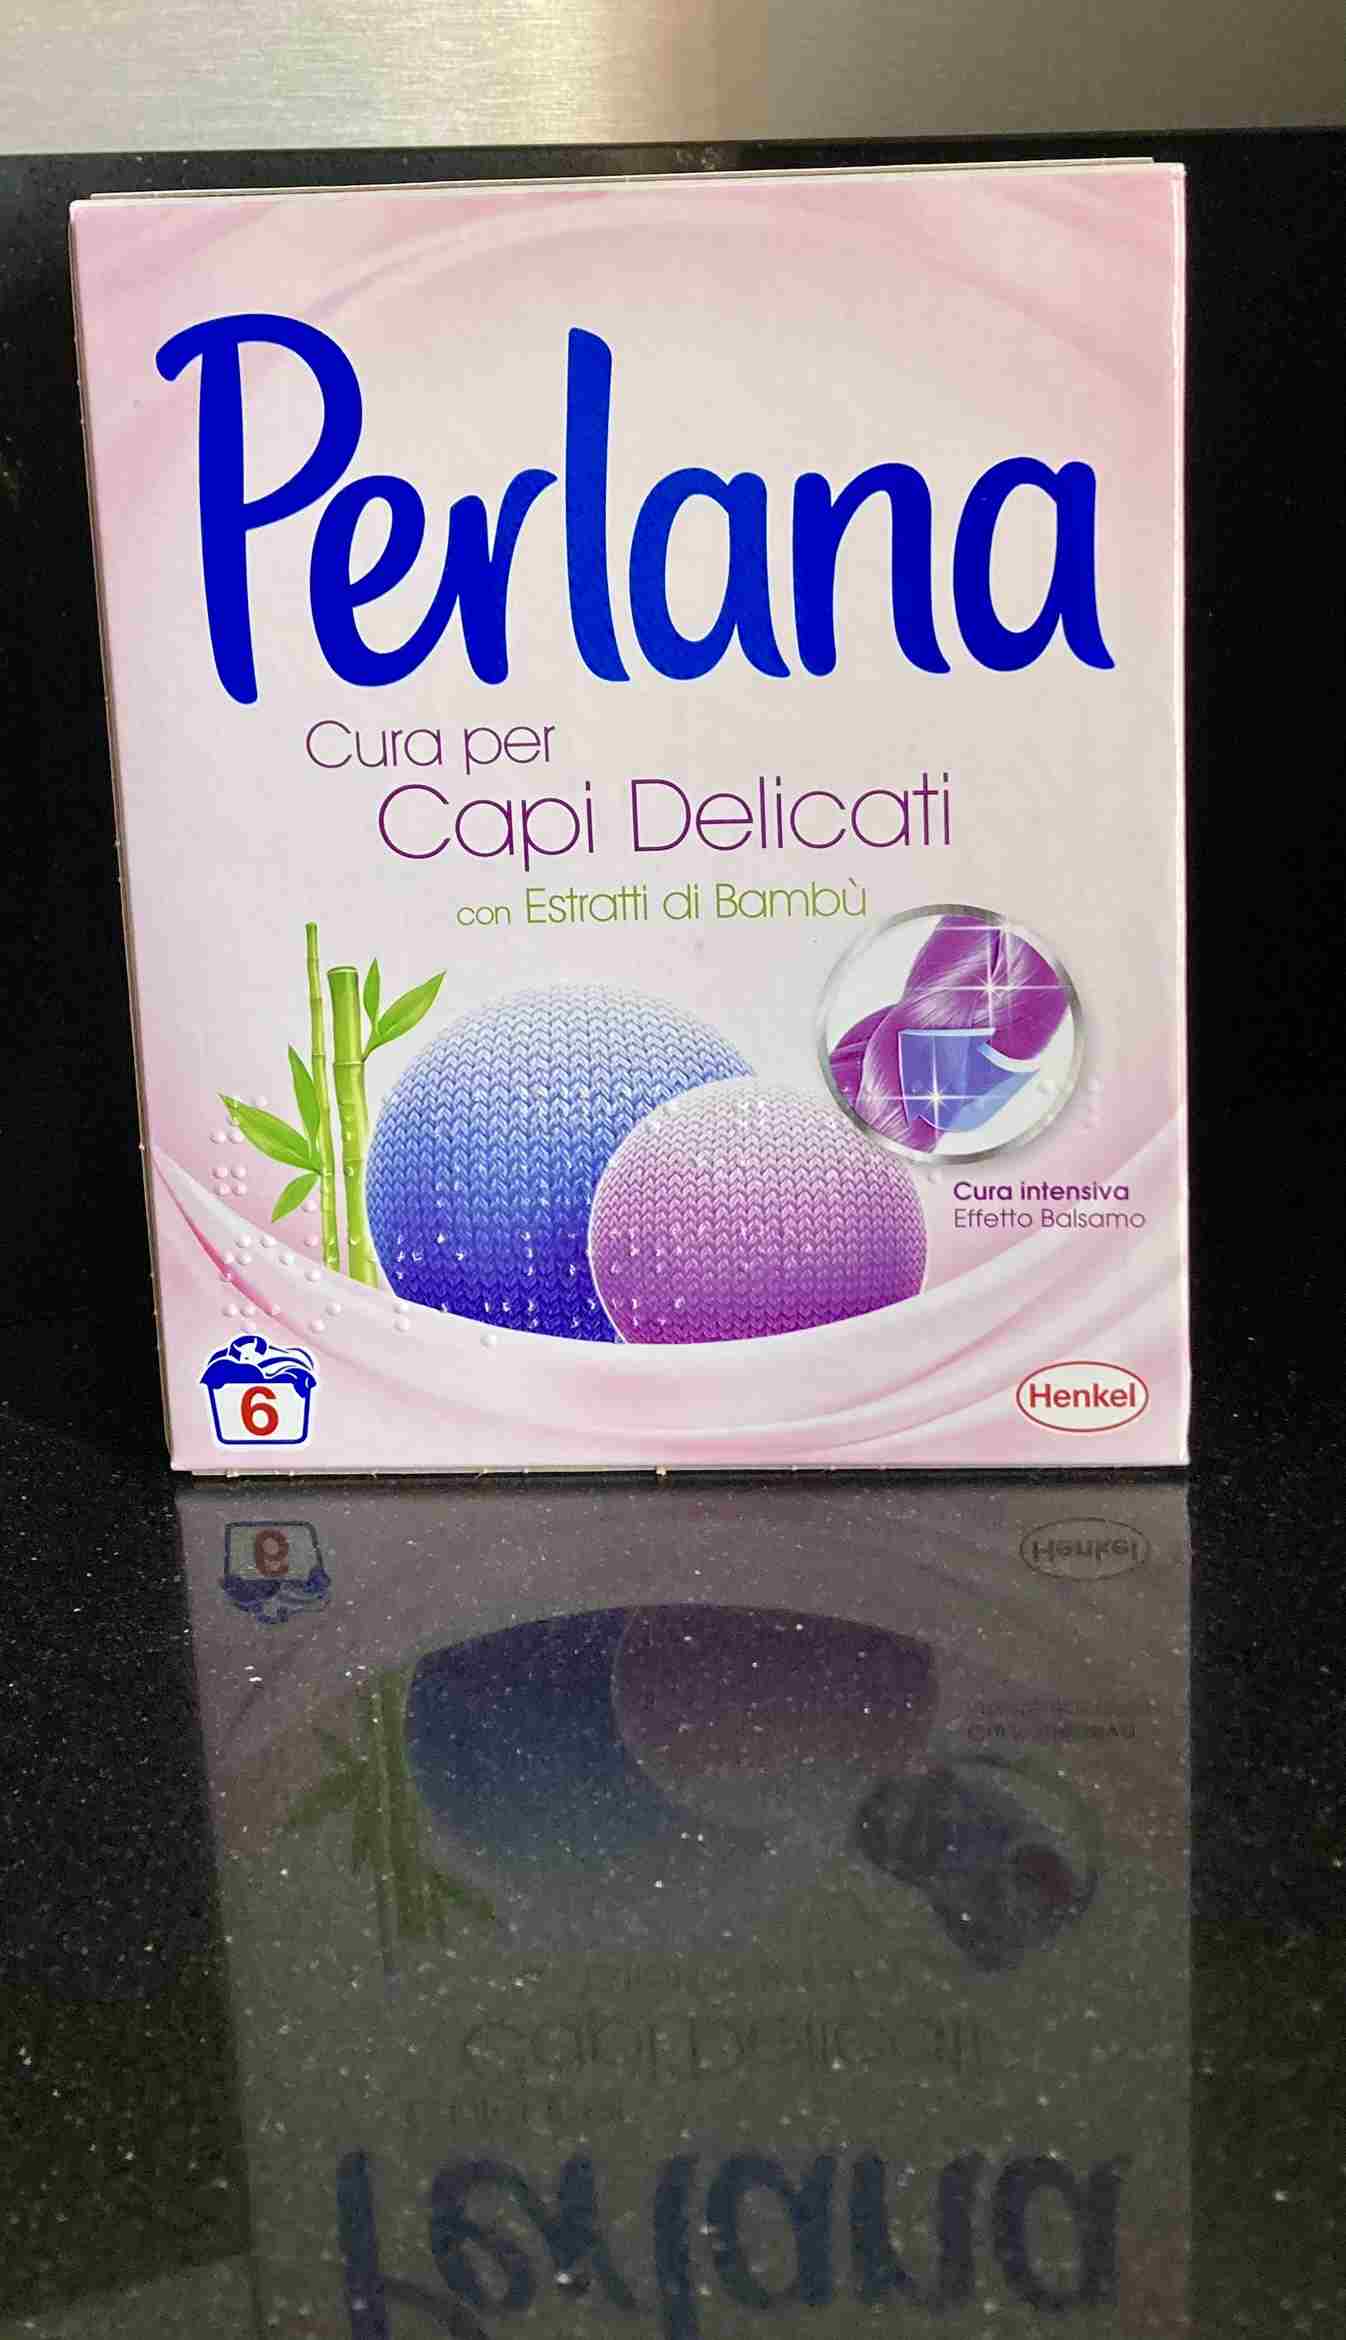 Perlana
Cura per
Capi Delicati
con Estratti di Bambù
Cura intensiva
Effetto Balsamo
6
Henkel